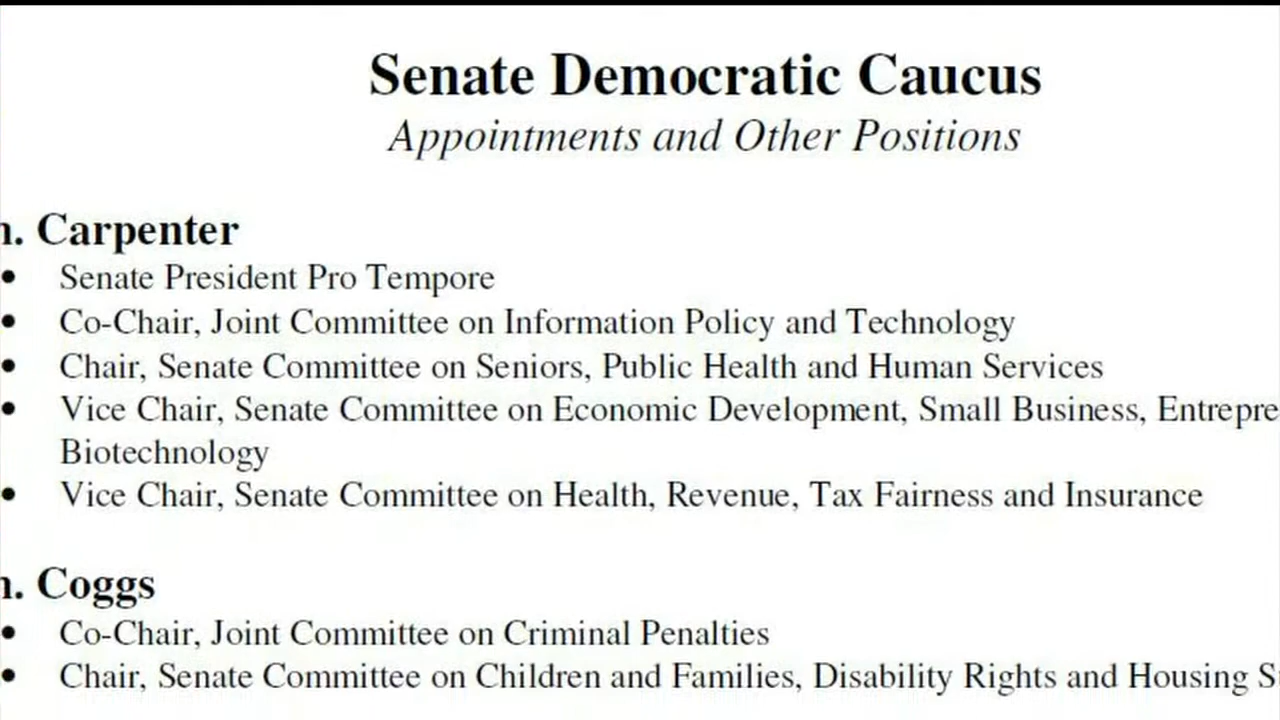 Senate Democratic Caucus
Appointments and Other Positions
n. Carpenter
• Senate President Pro Tempore
• Co-Chair, Joint Committee on Information Policy and Technology
• Chair, Senate Committee on Seniors, Public Health and Human Services
• Vice Chair, Senate Committee on Economic Development, Small Business, Entrepre
Biotechnology
• Vice Chair, Senate Committee on Health, Revenue, Tax Fairness and Insurance
n. Coggs
• Co-Chair, Joint Committee on Criminal Penalties
• Chair, Senate Committee on Children and Families, Disability Rights and Housing S